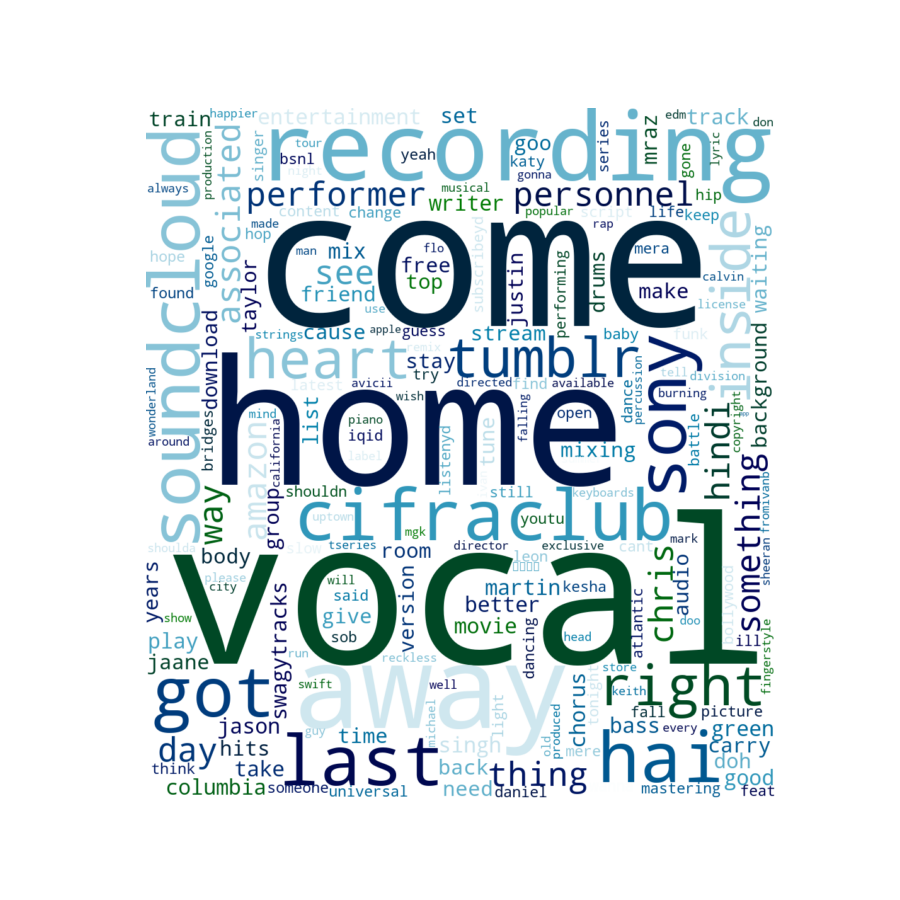 train
happier
entertainment
set
edm
track
don
recording
soundcloud
associated
production
singer
tour
bsnl
night
yeah
goo
katy
gonna
series
mraz
gone
lyric
always
performer
musical
writer
personnel
hip
content
change
popular
script
life
keep
made
hop
man
mix
flo
free
rap
mera
come
hope
google
see
top
subscribeyd
justin
performing
drums
make
calvin
inside
waiting
found
taylor
friend
use
license
download
strings
cause
apple
guess
stream
baby
funk
heart
remix
stay
tumblr
sony
tell
division
background
wonderland
latest
avicii
try
directed
find
available
dance
percussion
burning
home
wish
list
piano
iqid
label
listenyd
tune
falling
open
mixing
battle
hindi
copyright
around
bridges
amazon
mind
california
group
way
shouldn
still
keyboards
something
fromivanb
cifraclub
uptown
youtu
mgk
shoulda
slow
tseries
room
director
exclusive
cant
mark
body
please
city
leon
version
martin
kesha
chris
audio
bollywood
sheeran
vocal
years
will
said
give
sob
better
movie
atlantic
doo
ill
show
play
head
dancing
jaane
swagytracks
run
reckless
store
fingerstyle
away
got
swift
well
light
tonight
keith
right
jason
guy
michael
old
produced
chorus
fall
picture
bass
every
green
day
hits
time
last
singh
mere
hai
carry
doh
think
take
back
thing
good
columbia
someone
universal
need
daniel
mastering
feat